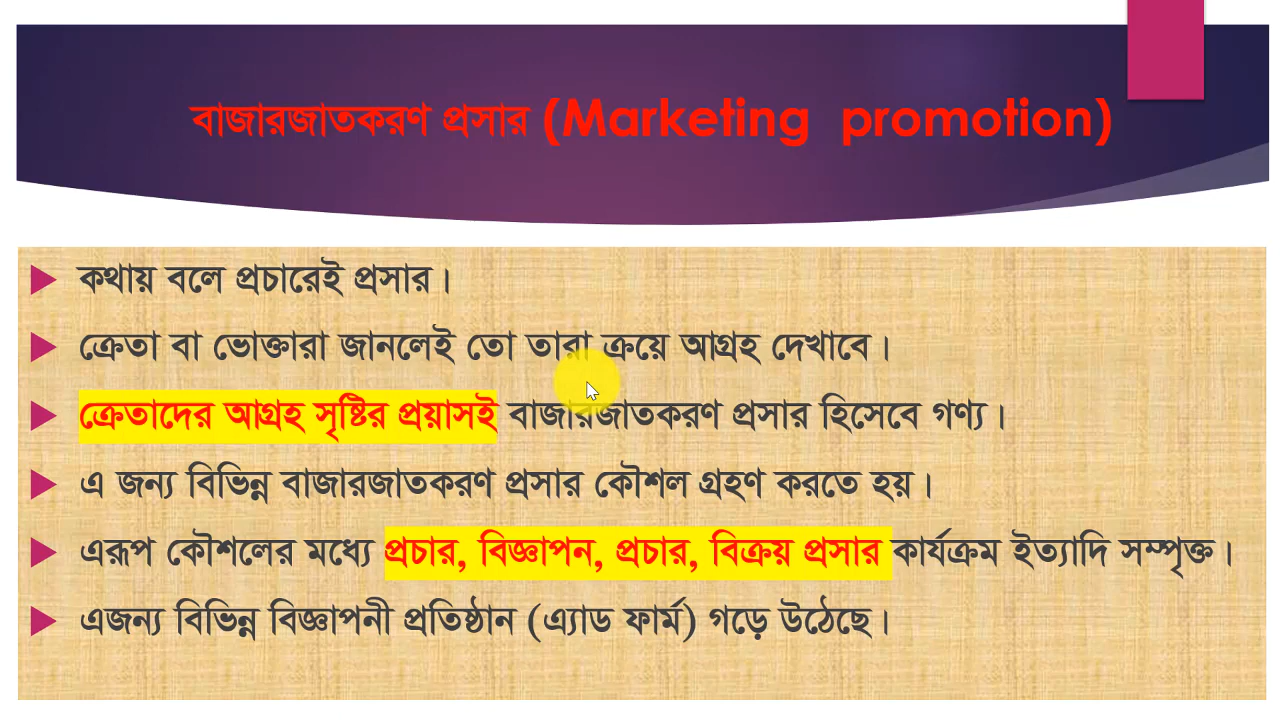 বাজারজাতকরণ প্রসার (Marketing promotion)
কথায় বলে প্রচারেই প্রসার।
ক্রেতা বা ভোক্তারা জানলেই তো তারা ক্রয়ে আগ্রহ দেখাবে।
ক্রেতাদের আগ্রহ সৃষ্টির প্রয়াসই বাজারজাতকরণ প্রসার হিসেবে গণ্য।
এ জন্য বিভিন্ন বাজারজাতকরণ প্রসার কৌশল গ্রহণ করতে হয়।
এরূপ কৌশলের মধ্যে প্রচার, বিজ্ঞাপন, প্রচার, বিক্রয় প্রসার কার্যক্রম ইত্যাদি সম্পৃক্ত।
এজন্য বিভিন্ন বিজ্ঞাপনী প্রতিষ্ঠান (এ্যাড ফার্ম) গড়ে উঠেছে।